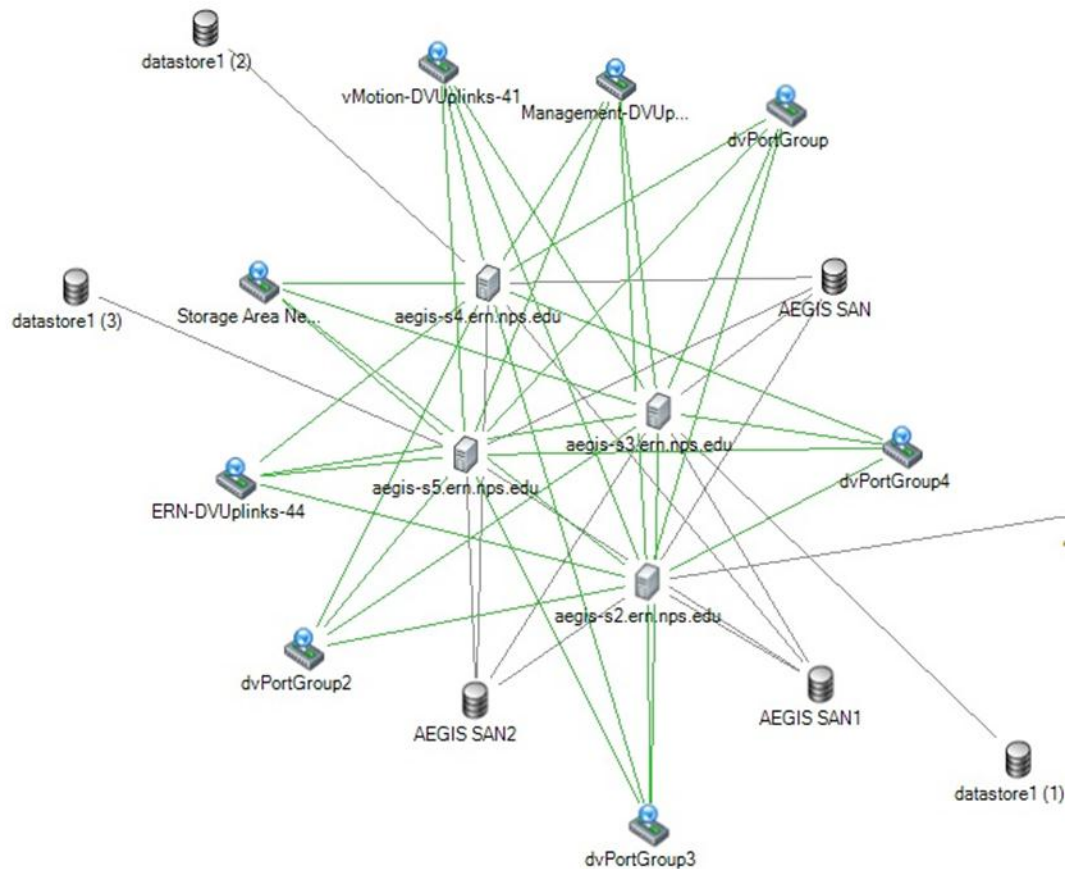 datastore1 (2)
vMotion-DVUplinks-41
Management-DVUp...
dvPortGroup
datastore1 (3)
Storage Area Ne...
aegis-s4.ern.nps.edu
AEGIS SAN
aegis-s3.ern.nps.edu
aegis-s5.ern.nps.edu
dvPortGroup4
ERN-DVUplinks-44
aegis-s2.ern.nps.edu
dvPortGroup2
AEGIS SAN2
AEGIS SAN1
datastore1 (1)
dvPortGroup3